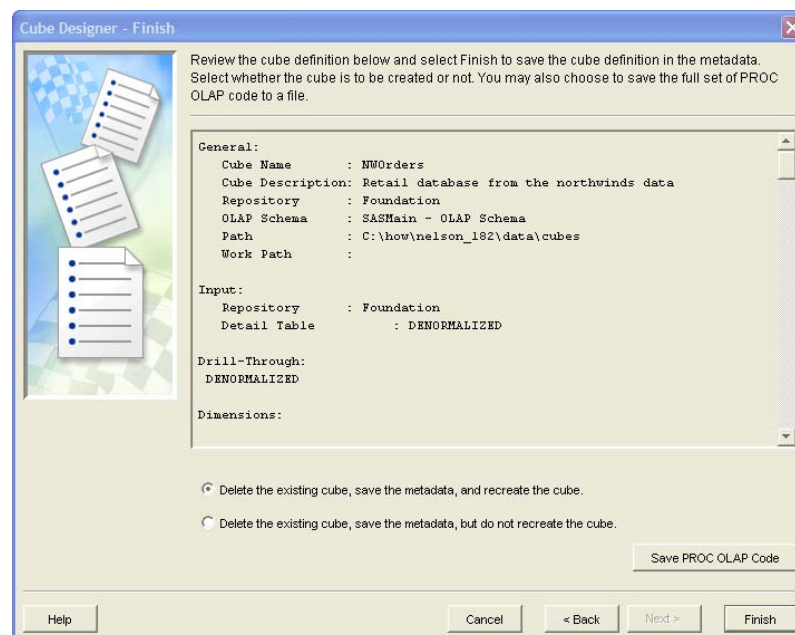 Cube Designer - Finish
Review the cube definition below and select Finish to save the cube definition in the metadata.
Select whether the cube is to be created or not. You may also choose to save the full set of PROC
OLAP code to a file.
General:
Cube Name : NWOrders
Cube Description: Retail database from the northwinds data
Repository : Foundation
OLAP Schema : SASMain - OLAP Schema
Path : C:\how\nelson_182\data\cubes
Work Path :
Input:
Repository : Foundation
Detail Table : DENORMALIZED
Drill-Through:
DENORMALIZED
Dimensions:
Delete the existing cube, save the metadata, and recreate the cube.
Delete the existing cube, save the metadata, but do not recreate the cube.
Save PROC OLAP Code
Help Cancel < Back Next > Finish